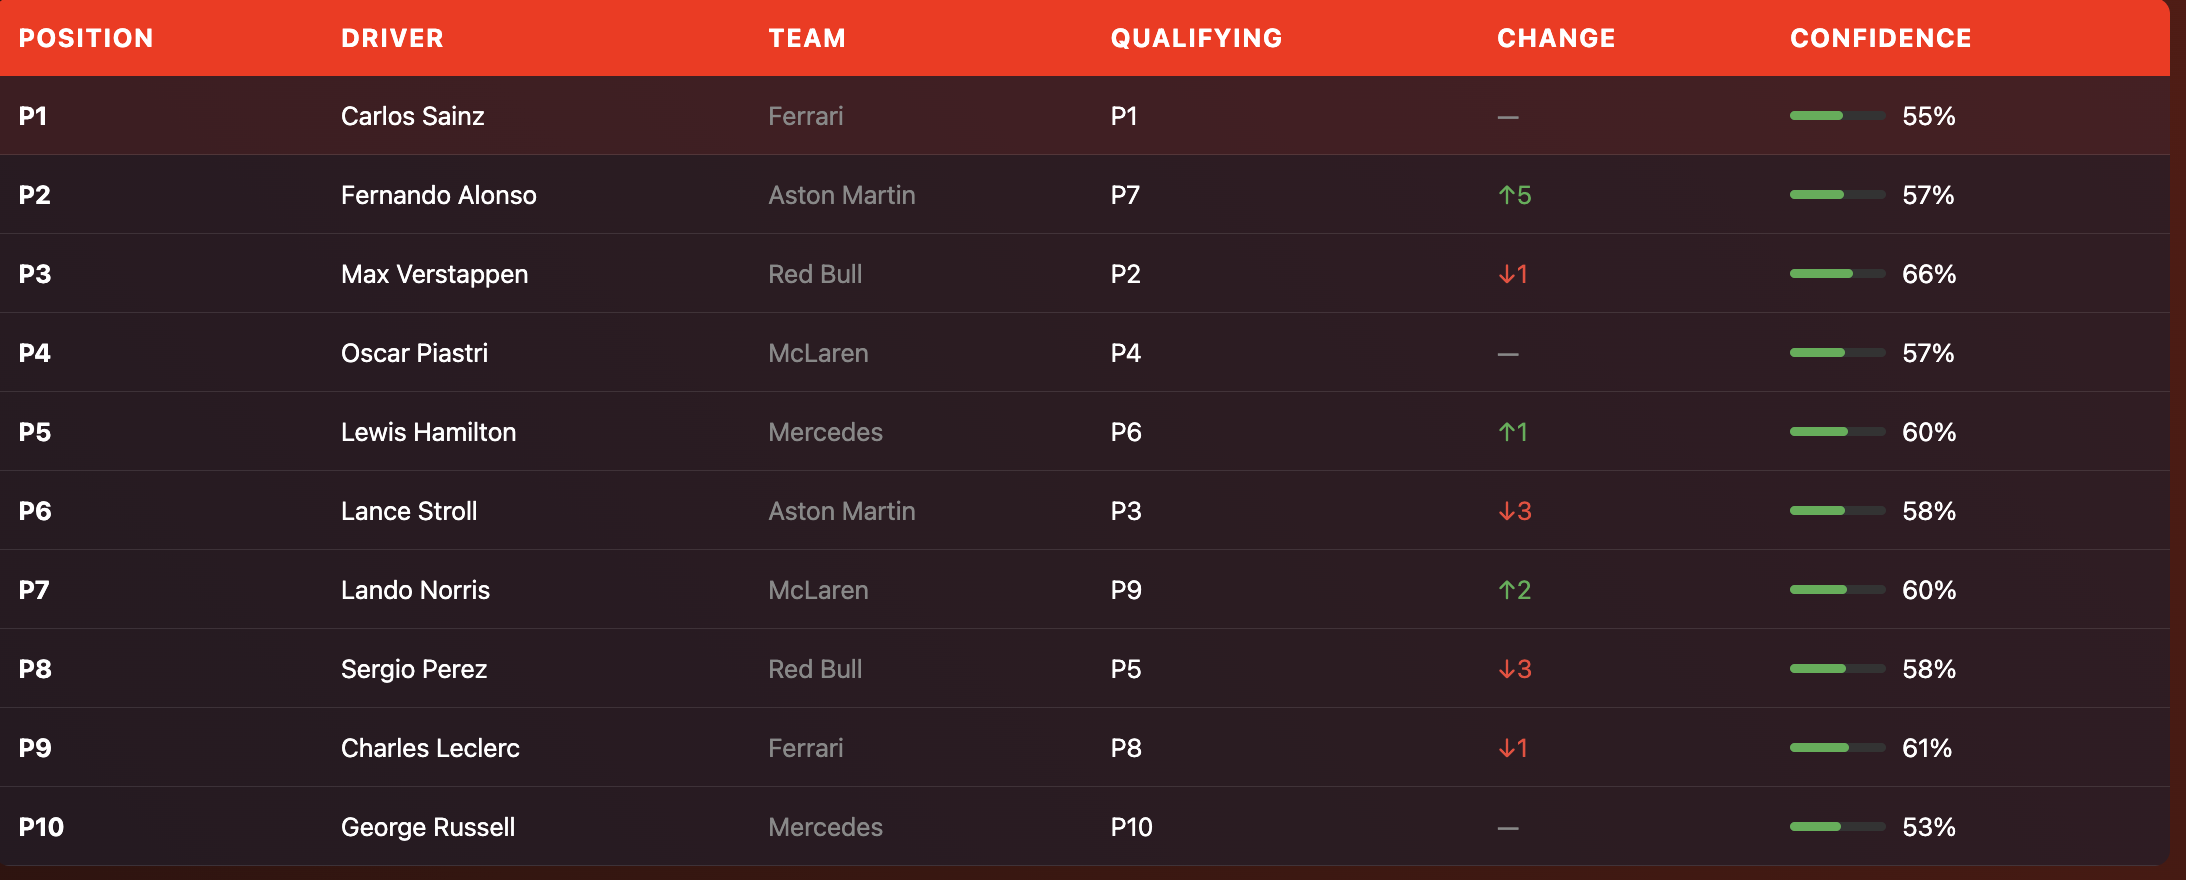 POSITION DRIVER TEAM QUALIFYING CHANGE CONFIDENCE
P1 Carlos Sainz Ferrari P1 — 55%
P2 Fernando Alonso Aston Martin P7 ↑5 57%
P3 Max Verstappen Red Bull P2 ↓1 66%
P4 Oscar Piastri McLaren P4 — 57%
P5 Lewis Hamilton Mercedes P6 ↑1 60%
P6 Lance Stroll Aston Martin P3 ↓3 58%
P7 Lando Norris McLaren P9 ↑2 60%
P8 Sergio Perez Red Bull P5 ↓3 58%
P9 Charles Leclerc Ferrari P8 ↓1 61%
P10 George Russell Mercedes P10 — 53%